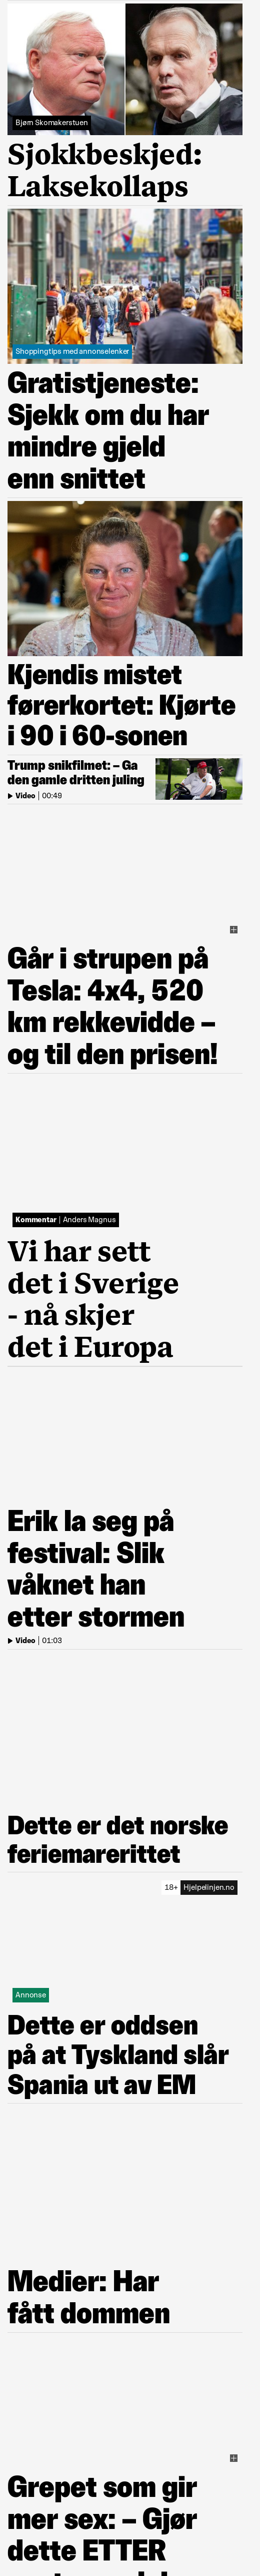 Bjørn Skomakerstuen
Sjokkbeskjed:
Laksekollaps
Shoppingtips med annonselenker
Gratistjeneste:
Sjekk om du har
mindre gjeld
enn snittet
Kjendis mistet
førerkortet: Kjørte
i 90 i 60-sonen
Trump snikfilmet: – Ga
den gamle dritten juling
Video | 00:49
Går i strupen på
Tesla: 4x4, 520
km rekkevidde –
og til den prisen!
Kommentar | Anders Magnus
Vi har sett
det i Sverige
- nå skjer
det i Europa
Erik la seg på
festival: Slik
våknet han
etter stormen
Video | 01:03
Dette er det norske
feriemarerittet
18+ Hjelpelinjen.no
Annonse
Dette er oddsen
på at Tyskland slår
Spania ut av EM
Medier: Har
fått dommen
Grepet som gir
mer sex: – Gjør
dette ETTER